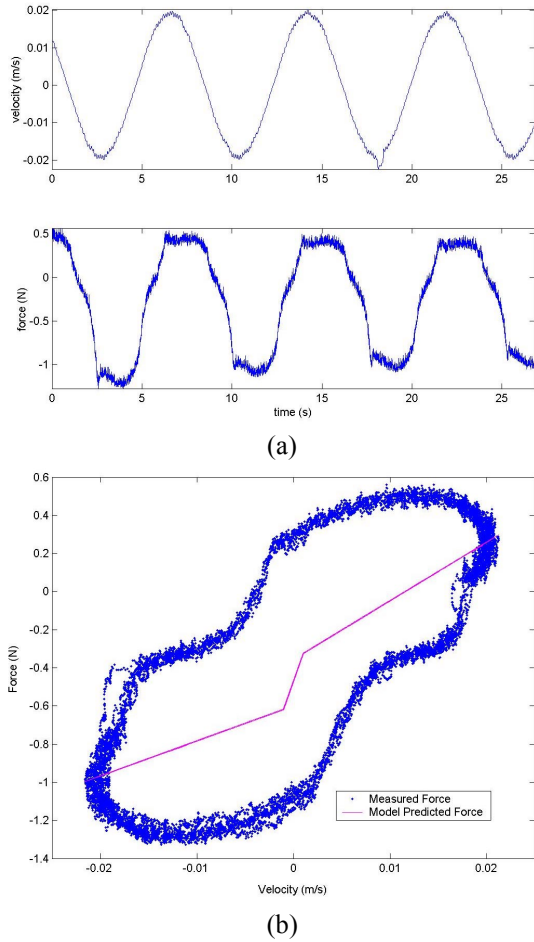 0.02
0.01
0
-0.01
-0.02
velocity (m/s)
0 5 10 15 20 25
0.5
0
-0.5
-1
force (N)
0 5 10 15 20 25
time (s)
(a)
0.6
0.4
0.2
0
-0.2
-0.4
-0.6
-0.8
-1
-1.2
-1.4
Force (N)
Measured Force
Model Predicted Force
-0.02 -0.01 0 0.01 0.02
Velocity (m/s)
(b)